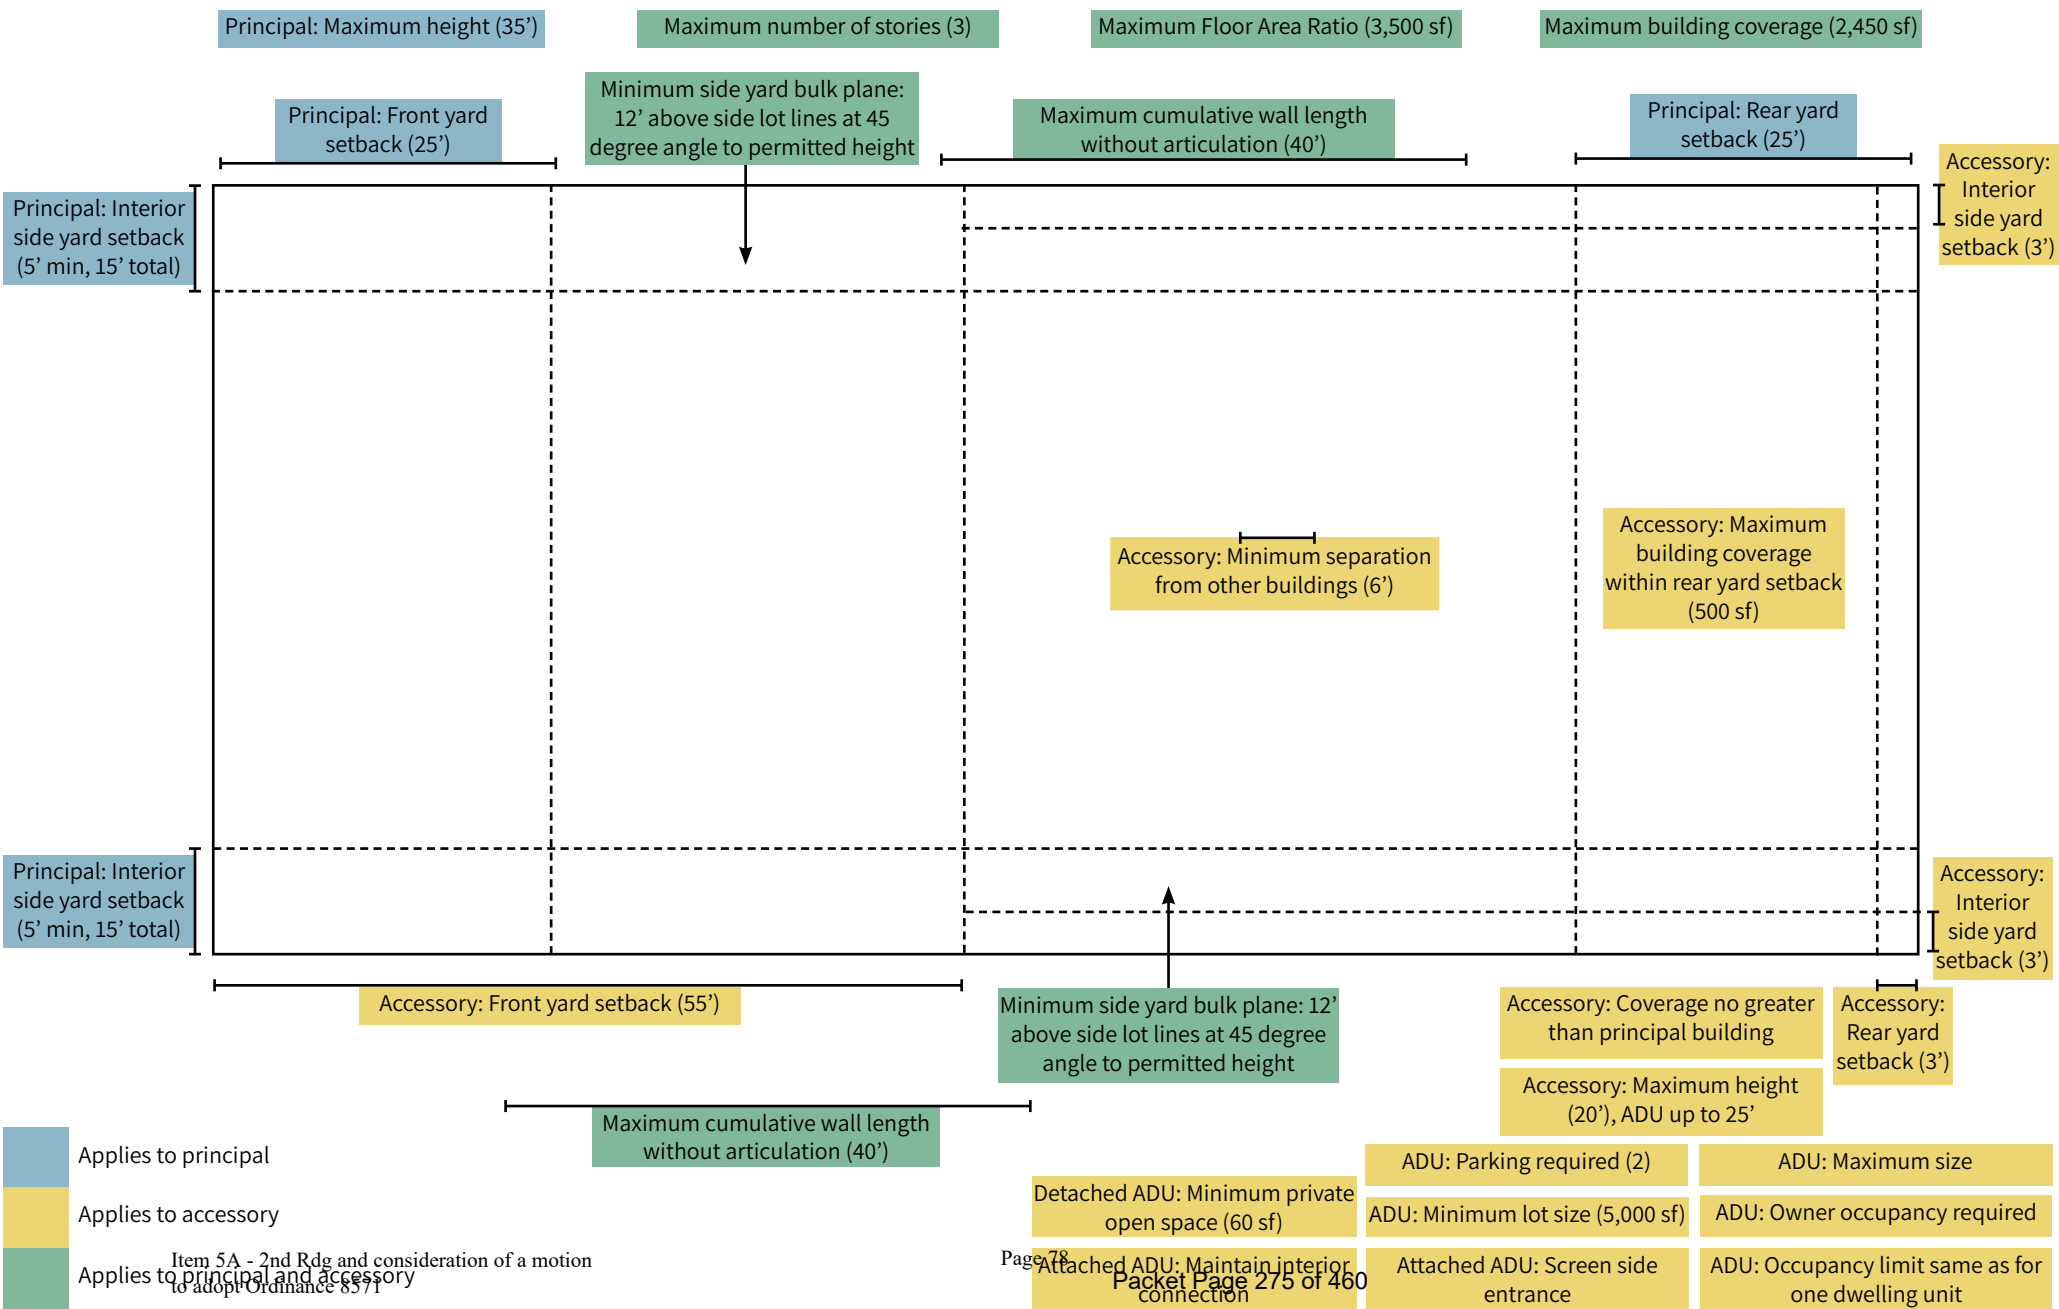 Principal: Maximum height (35’)
Maximum number of stories (3)
Maximum Floor Area Ratio (3,500 sf)
Maximum building coverage (2,450 sf)
Principal: Front yard
setback (25’)
Minimum side yard bulk plane:
12’ above side lot lines at 45
degree angle to permitted height
Maximum cumulative wall length
without articulation (40’)
Principal: Rear yard
setback (25’)
Accessory:
Interior
side yard
setback (3’)
Principal: Interior
side yard setback
(5’ min, 15’ total)
Accessory: Minimum separation
from other buildings (6’)
Accessory: Maximum
building coverage
within rear yard setback
(500 sf)
Principal: Interior
side yard setback
(5’ min, 15’ total)
Accessory:
Interior
side yard
setback (3’)
Accessory: Front yard setback (55’)
Minimum side yard bulk plane: 12’
above side lot lines at 45 degree
angle to permitted height
Accessory: Coverage no greater
than principal building
Accessory:
Rear yard
setback (3’)
Accessory: Maximum height
(20’), ADU up to 25’
Maximum cumulative wall length
without articulation (40’)
Applies to principal
Applies to accessory
Applies to principal and accessory
ADU: Parking required (2)
ADU: Maximum size
Detached ADU: Minimum private
open space (60 sf)
ADU: Minimum lot size (5,000 sf)
ADU: Owner occupancy required
Attached ADU: Maintain interior
connection
Attached ADU: Screen side
entrance
ADU: Occupancy limit same as for
one dwelling unit
Item 5A - 2nd Rdg and consideration of a motion
to adopt Ordinance 8571
Page 78
Packet Page 275 of 460